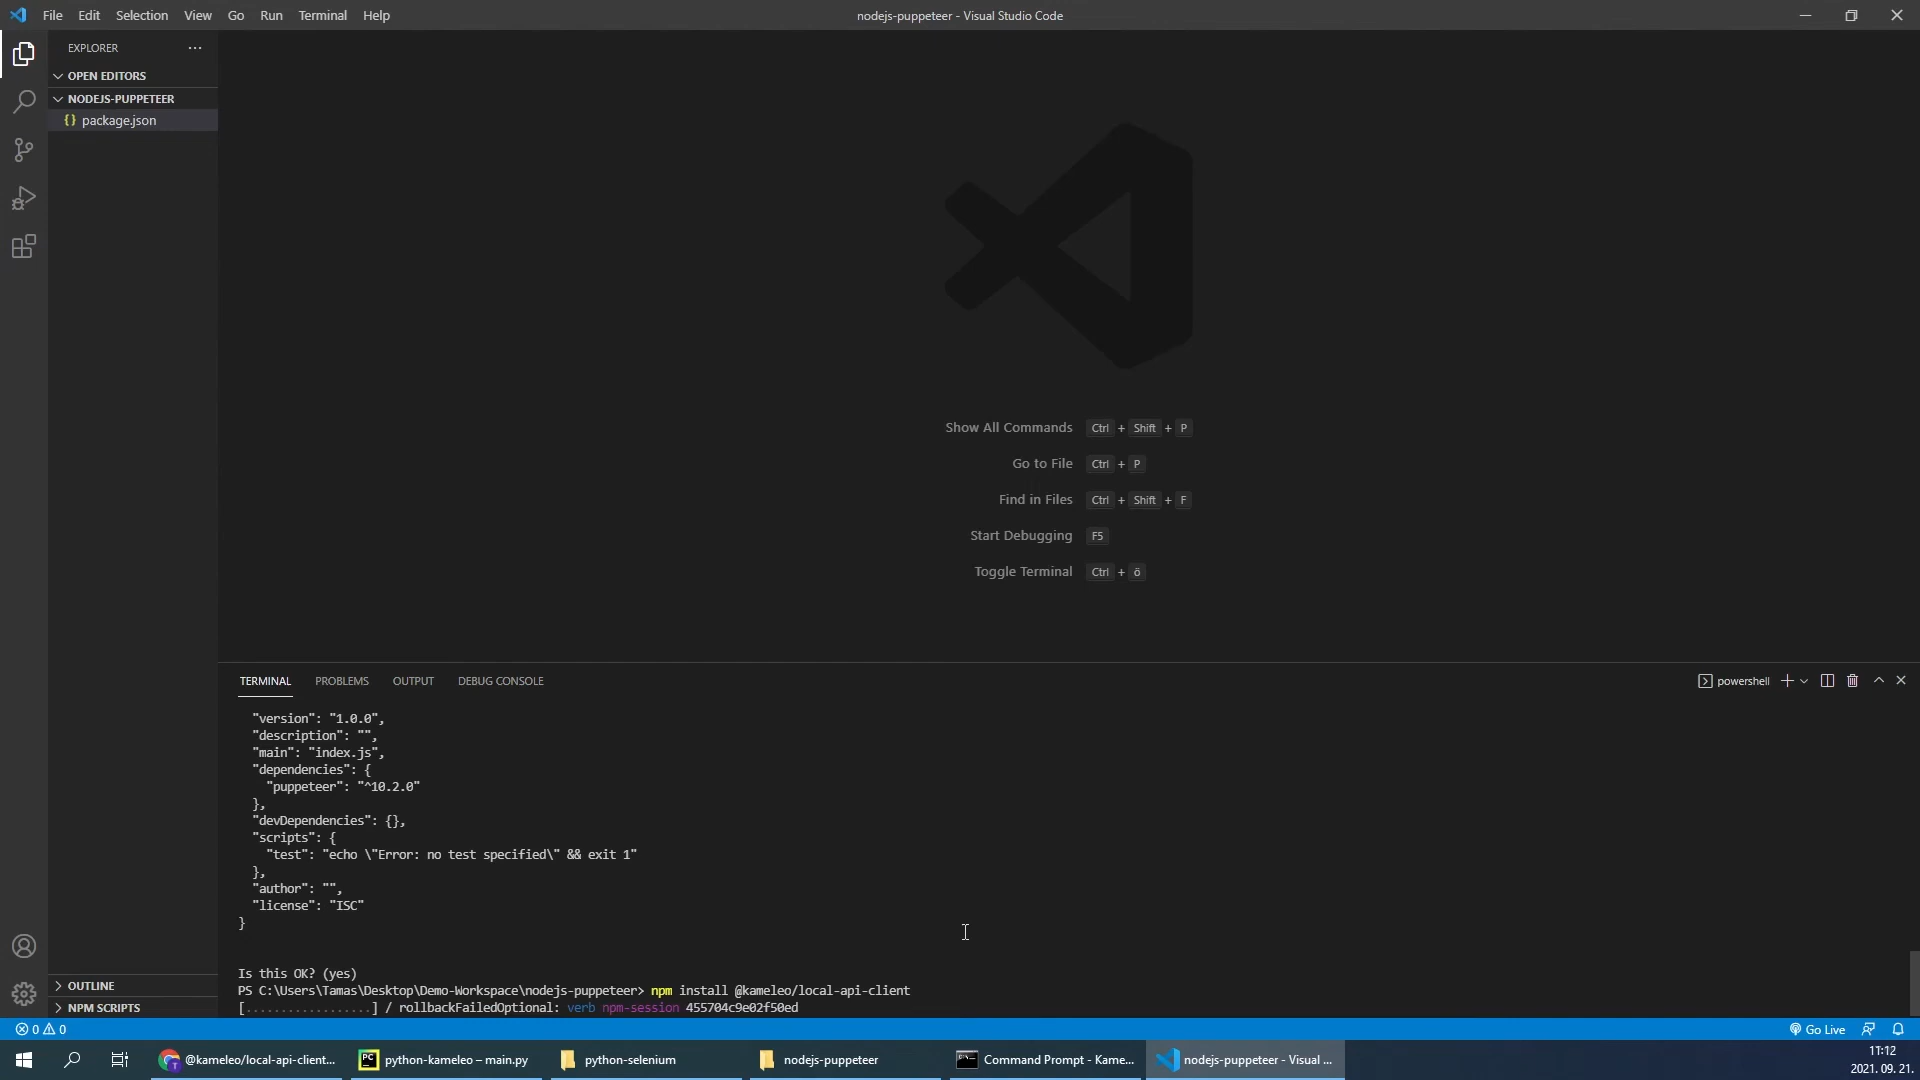 File Edit Selection View Go Run Terminal Help
nodejs-puppeteer - Visual Studio Code
EXPLORER
OPEN EDITORS
NODEJS-PUPPETEER
{} package.json
Show All Commands Ctrl + Shift + P
Go to File Ctrl + P
Find in Files Ctrl + Shift + F
Start Debugging F5
Toggle Terminal Ctrl + ö
TERMINAL PROBLEMS OUTPUT DEBUG CONSOLE
powershell
"version": "1.0.0",
"description": "",
"main": "index.js",
"dependencies": {
"puppeteer": "^10.2.0"
},
"devDependencies": {},
"scripts": {
"test": "echo \"Error: no test specified\" && exit 1"
},
"author": "",
"license": "ISC"
}
Is this OK? (yes)
PS C:\Users\Tamas\Desktop\Demo-Workspace\nodejs-puppeteer> npm install @kameleo/local-api-client
[..................] / rollbackFailedOptional: verb npm-session 455704c9e02f50ed
OUTLINE
NPM SCRIPTS
0 0
Go Live
@kameleo/local-api-client...
PC python-kameleo – main.py
python-selenium
nodejs-puppeteer
Command Prompt - Kame...
nodejs-puppeteer - Visual ...
11:12
2021. 09. 21.